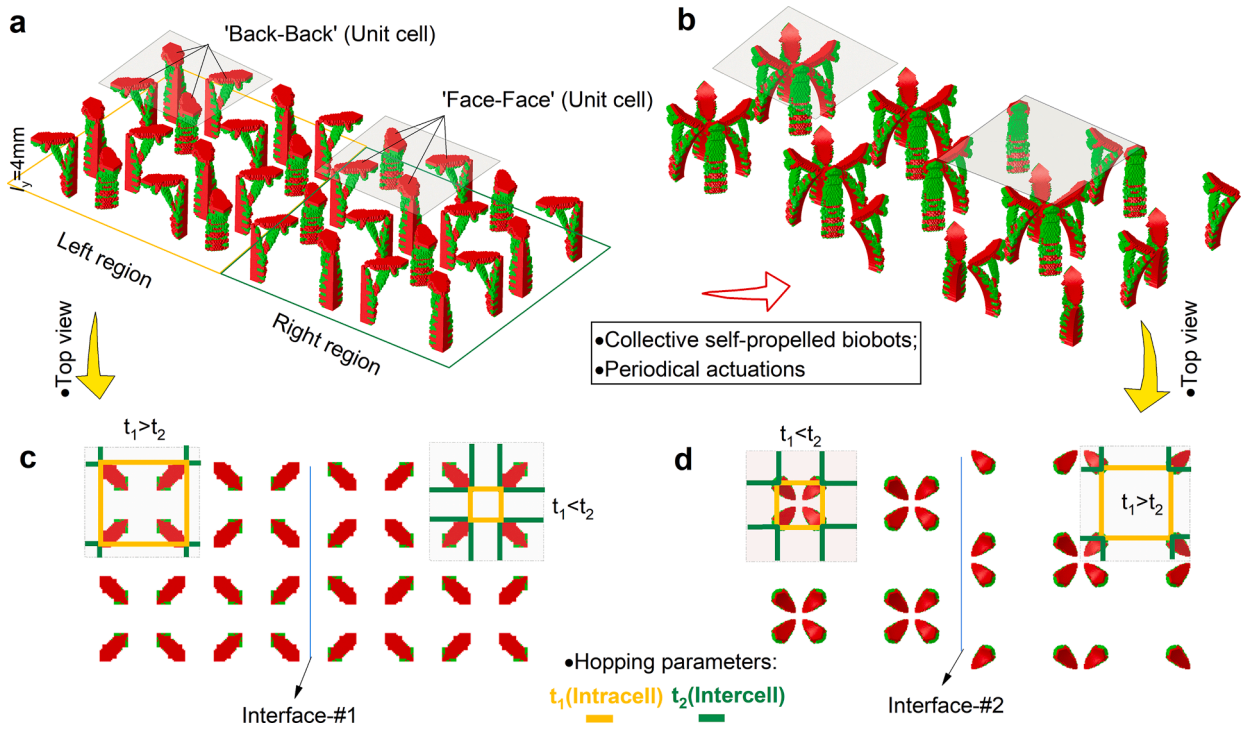 a
'Back-Back' (Unit cell)
'Face-Face' (Unit cell)
l_y=4mm
Left region
Right region
●Top view
b
●Collective self-propelled biobots;
●Periodical actuations
●Top view
c
t₁>t₂
t₁<t₂
Interface-#1
d
t₁<t₂
t₁>t₂
Interface-#2
●Hopping parameters:
t₁(Intracell) t₂(Intercell)